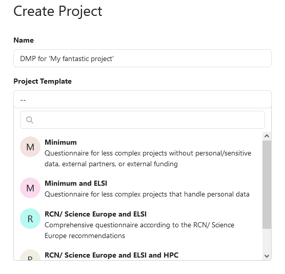 Create Project
Name
DMP for 'My fantastic project'
Project Template
--
M
Minimum
Questionnaire for less complex projects without personal/sensitive
data, external partners, or external funding
M
Minimum and ELSI
Questionnaire for less complex projects that handle personal data
R
RCN/ Science Europe and ELSI
Comprehensive questionnaire according to the RCN/ Science
Europe recommendations
R
RCN/ Science Europe and ELSI and HPC